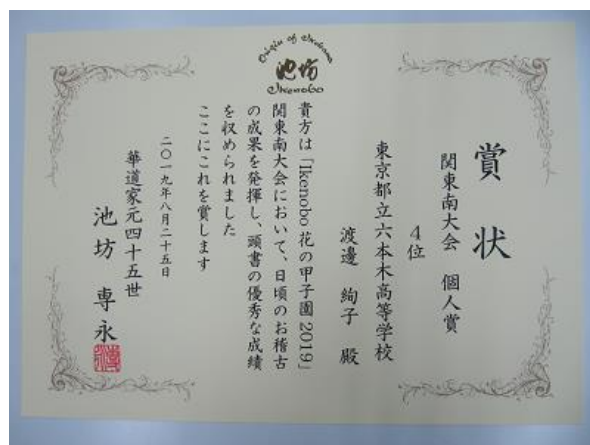 Origin of Ikebana
池坊
Ikenobo
賞状
関東南大会 個人賞
4位
東京都立六本木高等学校
渡邊 絢子 殿
貴方は「Ikenobo 花の甲子園 2019」
関東南大会において、日頃のお稽古
の成果を発揮し、頭書の優秀な成績
を収められました
ここにこれを賞します
二〇一九年八月二十五日
華道家元四十五世
池坊 専永